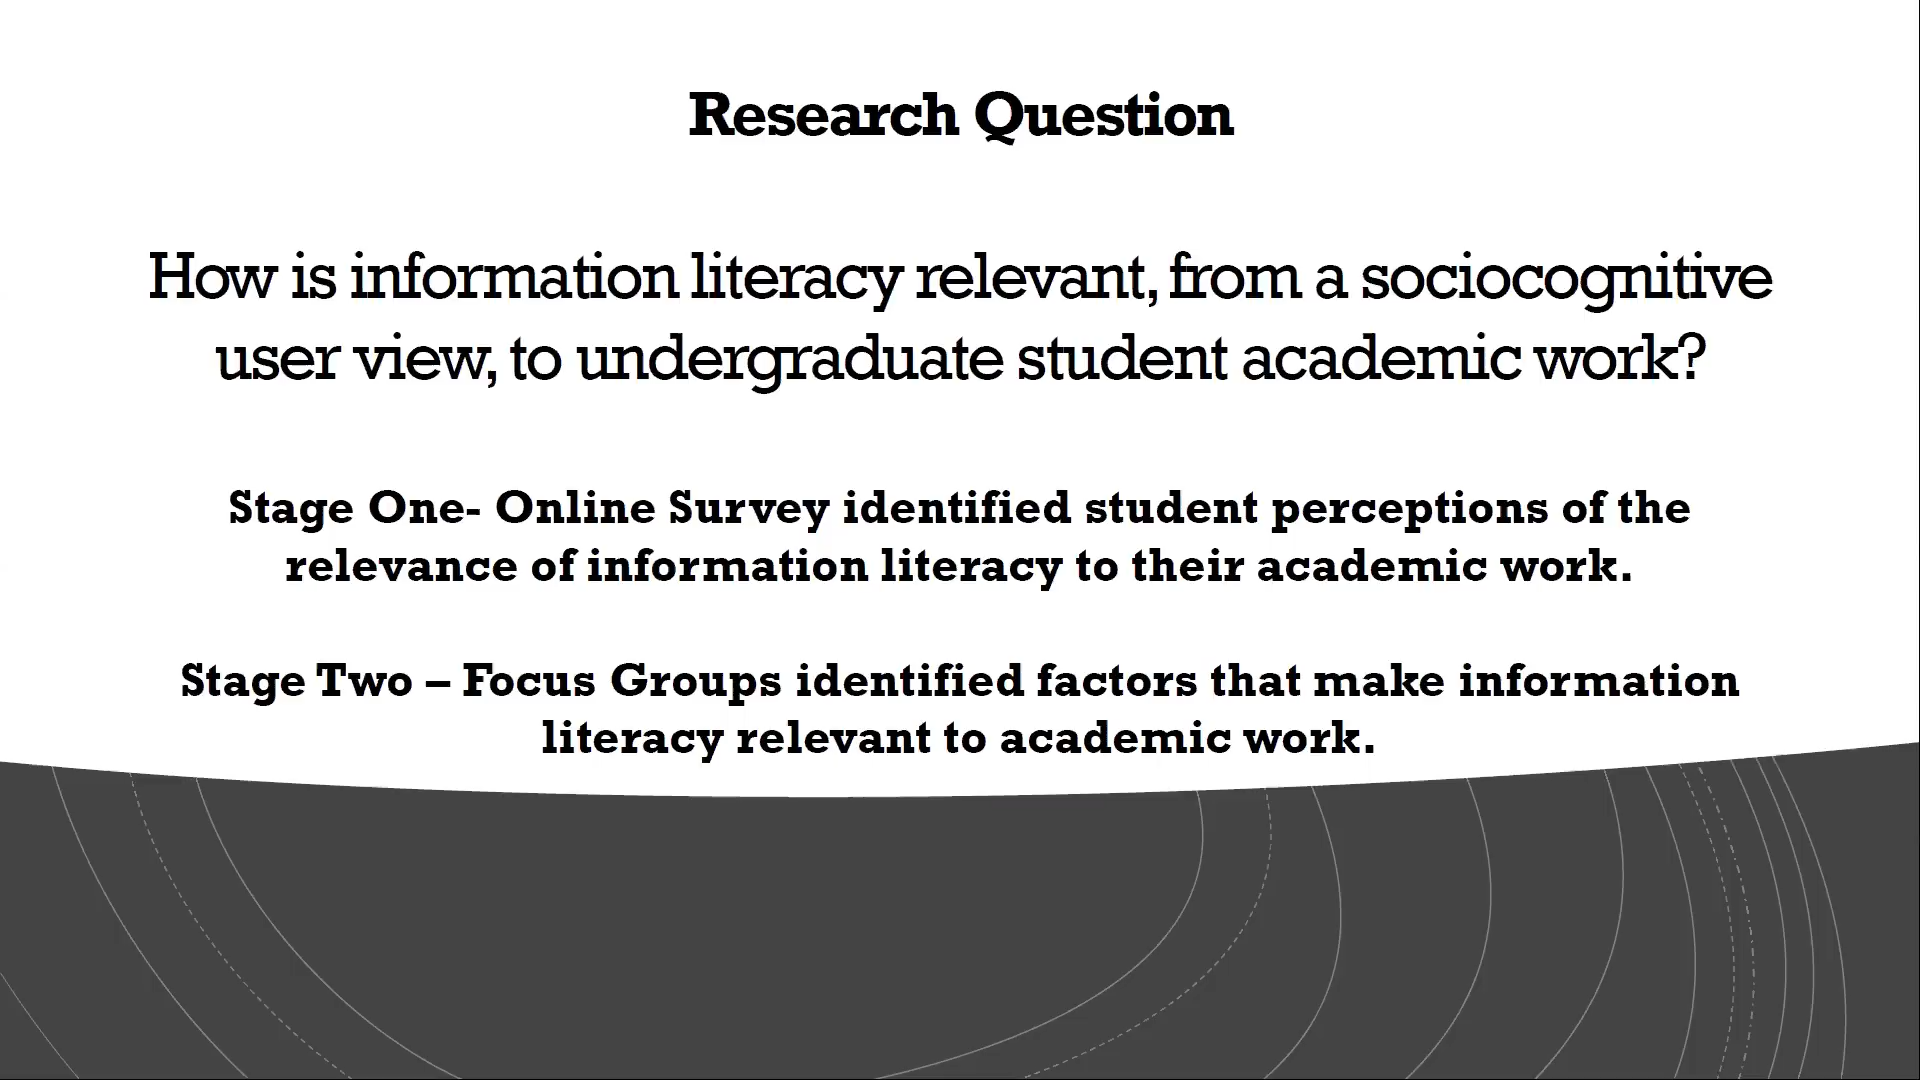 Research Question
How is information literacy relevant, from a sociocognitive
user view, to undergraduate student academic work?
Stage One- Online Survey identified student perceptions of the
relevance of information literacy to their academic work.
Stage Two – Focus Groups identified factors that make information
literacy relevant to academic work.